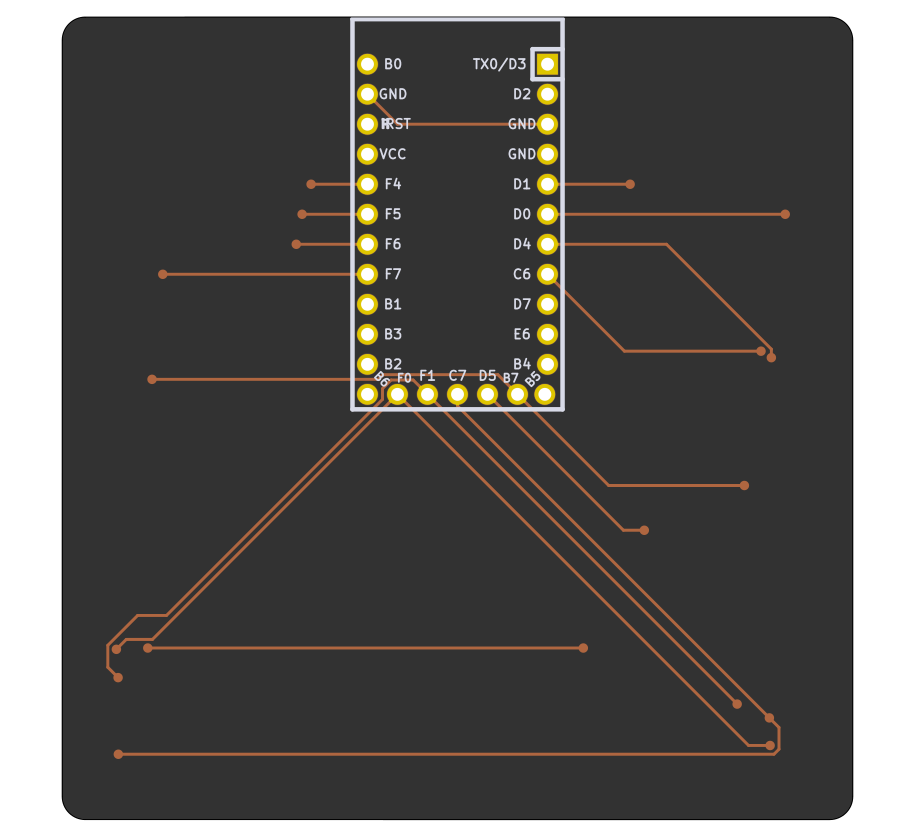 B0 TX0/D3
GND D2
RST GND
VCC GND
F4 D1
F5 D0
F6 D4
F7 C6
B1 D7
B3 E6
B2 B4
B6 F0 F1 C7 D5 B7 B5